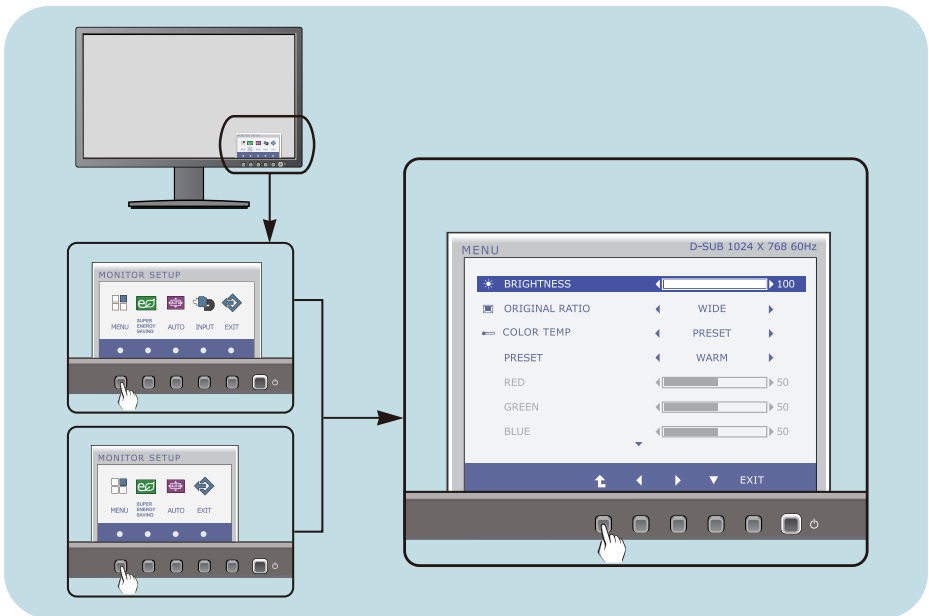 MONITOR SETUP
MENU SUPER ENERGY SAVING AUTO INPUT EXIT
MONITOR SETUP
MENU SUPER ENERGY SAVING AUTO EXIT
MENU D-SUB 1024 X 768 60Hz
BRIGHTNESS 100
ORIGINAL RATIO WIDE
COLOR TEMP PRESET
PRESET WARM
RED 50
GREEN 50
BLUE 50
EXIT